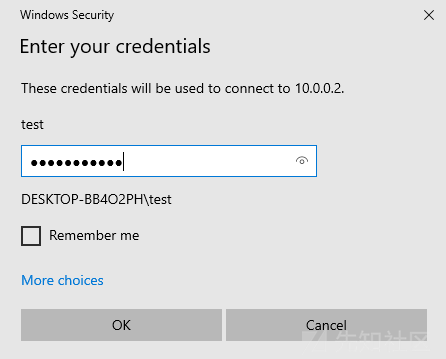 Windows Security
Enter your credentials
These credentials will be used to connect to 10.0.0.2.
test
●●●●●●●●●●●
DESKTOP-BB4O2PH\test
Remember me
More choices
OK
Cancel
先知社区